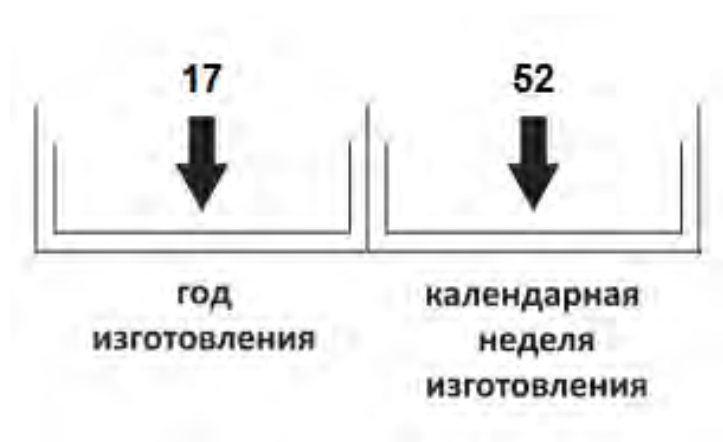 17
52
год
изготовления
календарная
неделя
изготовления